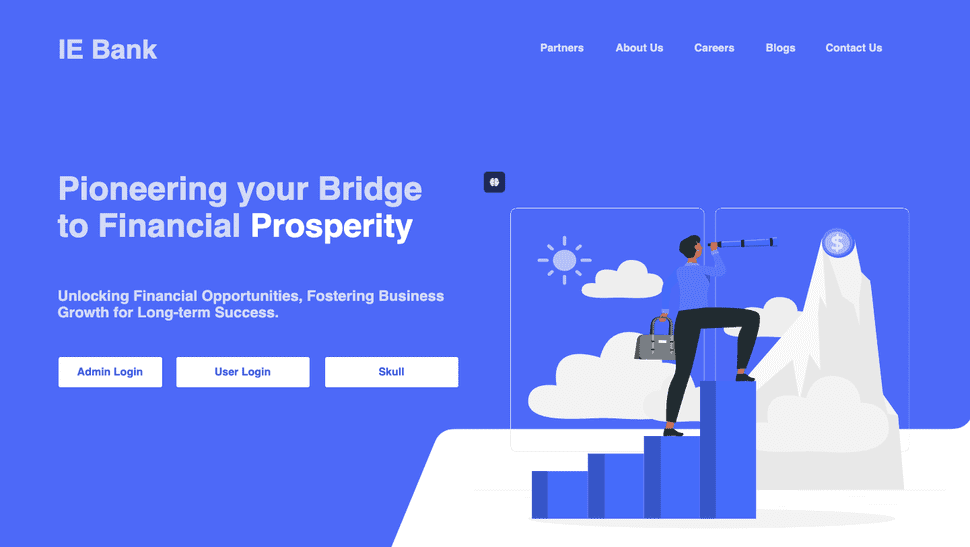 IE Bank
Partners About Us Careers Blogs Contact Us
Pioneering your Bridge
to Financial Prosperity
Unlocking Financial Opportunities, Fostering Business
Growth for Long-term Success.
Admin Login User Login Skull
$